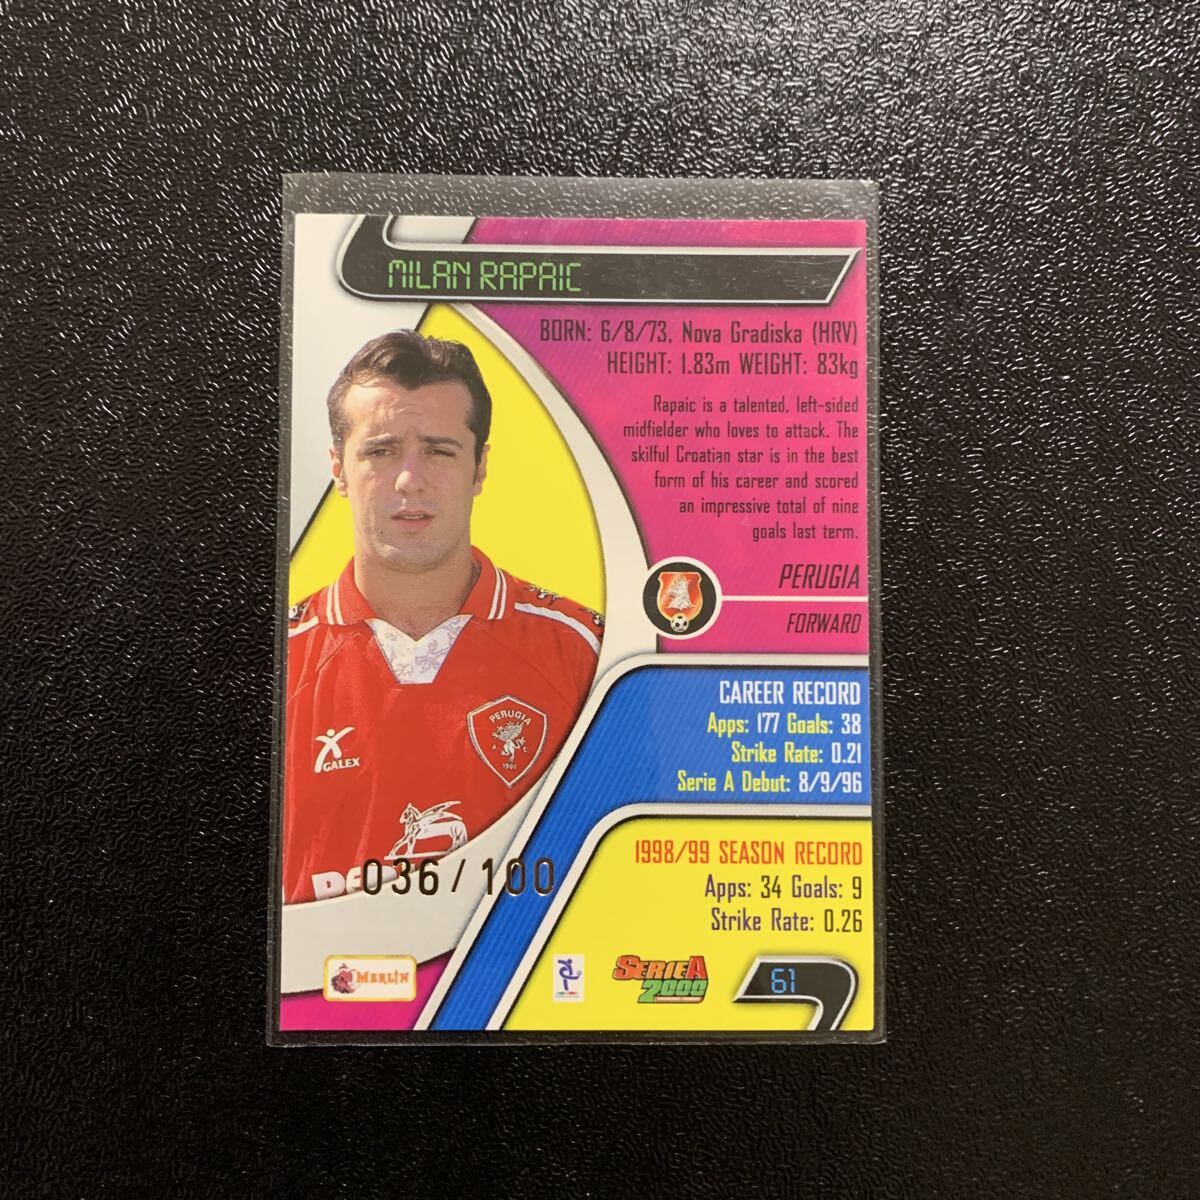 MILAN RAPAIC
BORN: 6/8/73, Nova Gradiska (HRV)
HEIGHT: 1.83m WEIGHT: 83kg
Rapaic is a talented, left-sided
midfielder who loves to attack. The
skilful Croatian star is in the best
form of his career and scored
an impressive total of nine
goals last term.
PERUGIA
FORWARD
CAREER RECORD
Apps: 177 Goals: 38
Strike Rate: 0.21
Serie A Debut: 8/9/96
1998/99 SEASON RECORD
Apps: 34 Goals: 9
Strike Rate: 0.26
PERUGIA
A C
1905
GALEX
036/100
MERLIN
SERIE A
2000
61